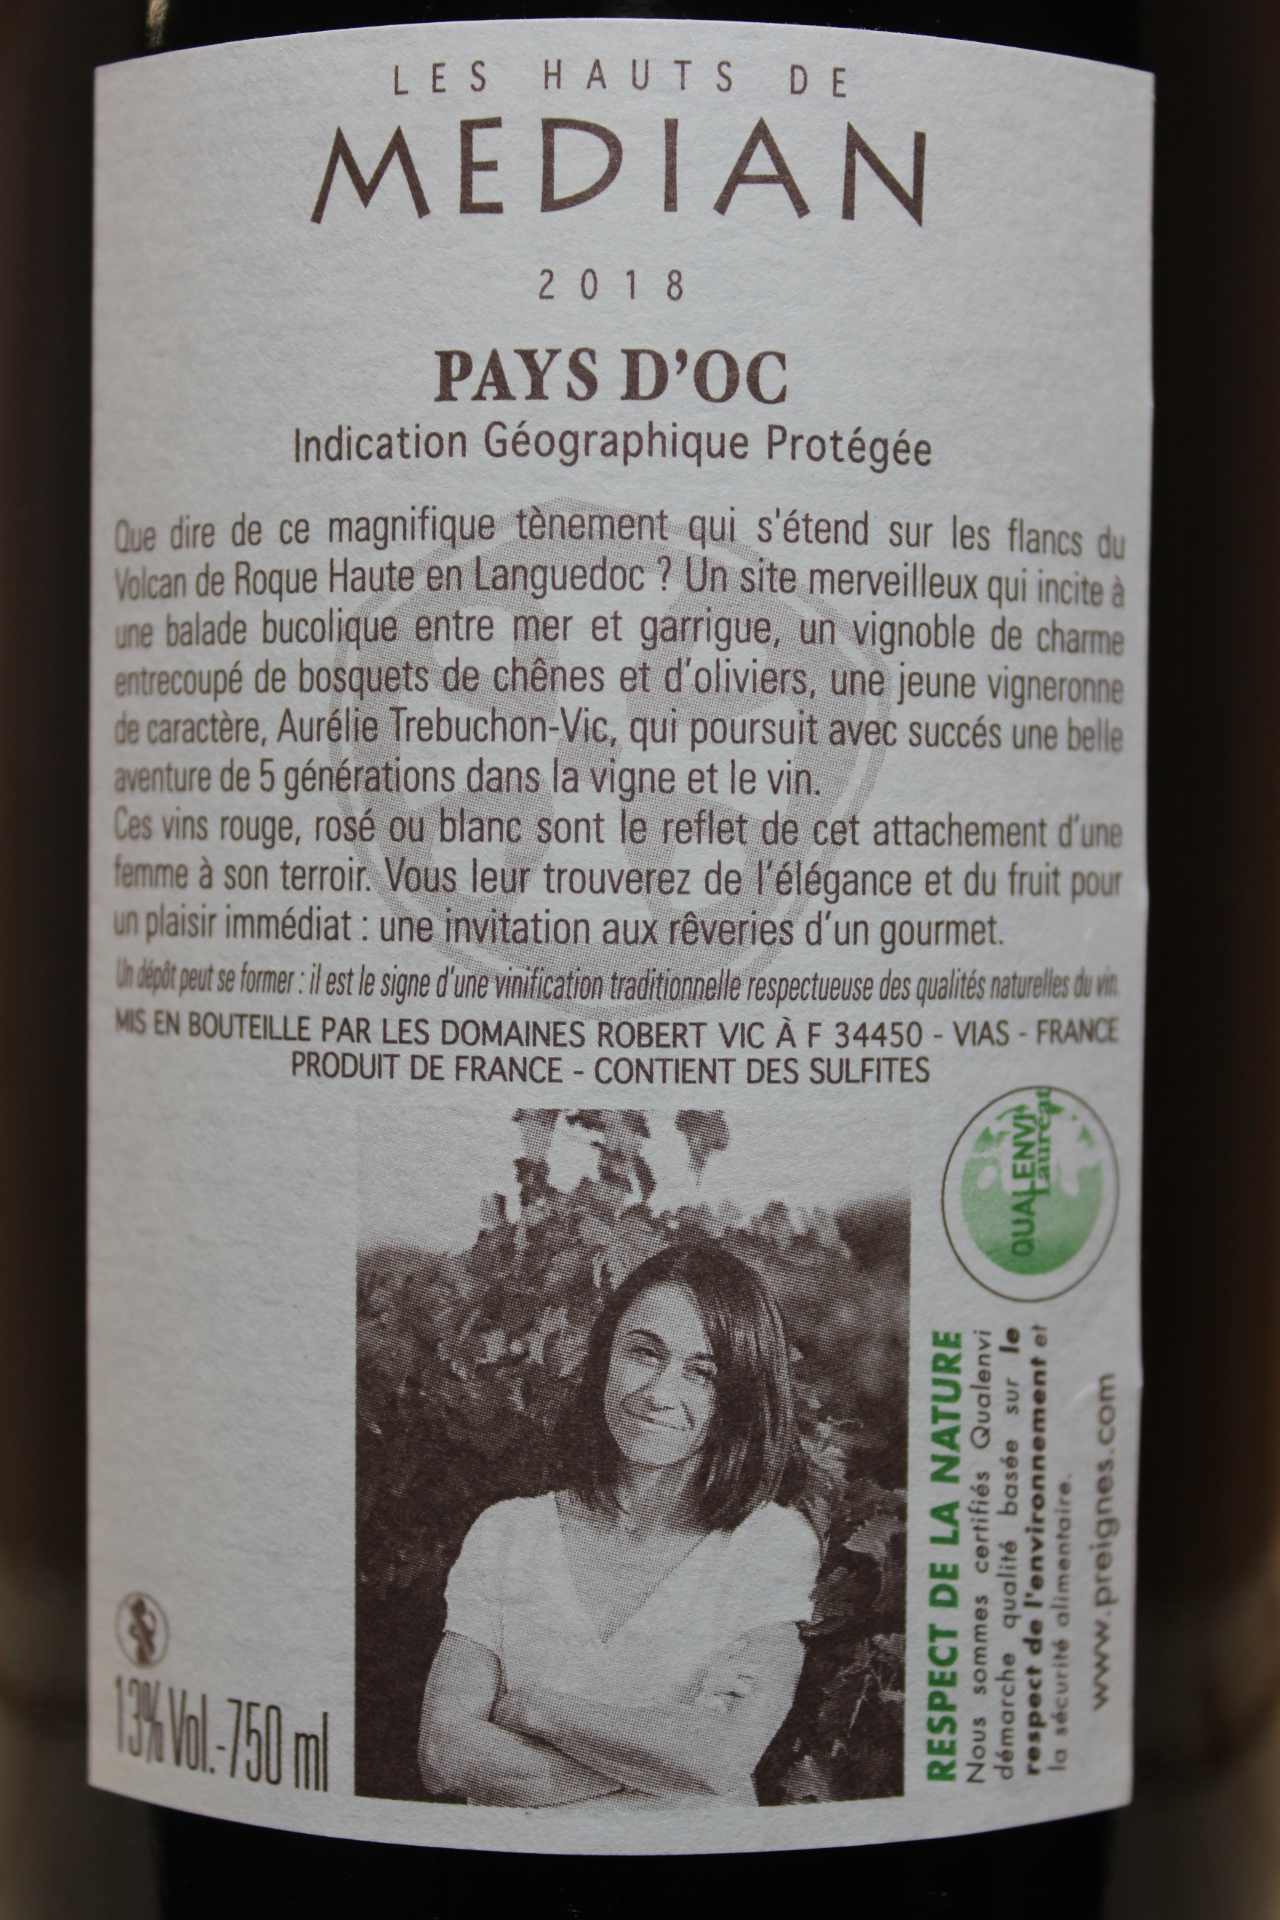 LES HAUTS DE
MEDIAN
2018
PAYS D'OC
Indication Géographique Protégée
Que dire de ce magnifique tènement qui s'étend sur les flancs du
Volcan de Roque Haute en Languedoc ? Un site merveilleux qui incite à
une balade bucolique entre mer et garrigue, un vignoble de charme
entrecoupé de bosquets de chênes et d'oliviers, une jeune vigneronne
de caractère, Aurélie Trebuchon-Vic, qui poursuit avec succés une belle
aventure de 5 générations dans la vigne et le vin.
Ces vins rouge, rosé ou blanc sont le reflet de cet attachement d'une
femme à son terroir. Vous leur trouverez de l'élégance et du fruit pour
un plaisir immédiat : une invitation aux rêveries d'un gourmet.
Un dépôt peut se former : il est le signe d'une vinification traditionnelle respectueuse des qualités naturelles du vin.
MIS EN BOUTEILLE PAR LES DOMAINES ROBERT VIC À F 34450 - VIAS - FRANCE
PRODUIT DE FRANCE - CONTIENT DES SULFITES
QUALENVI
Lauréat
RESPECT DE LA NATURE
Nous sommes certifiés Qualenvi
démarche qualité basée sur le
respect de l'environnement et
la sécurité alimentaire.
www.preignes.com
13% Vol.-750 ml